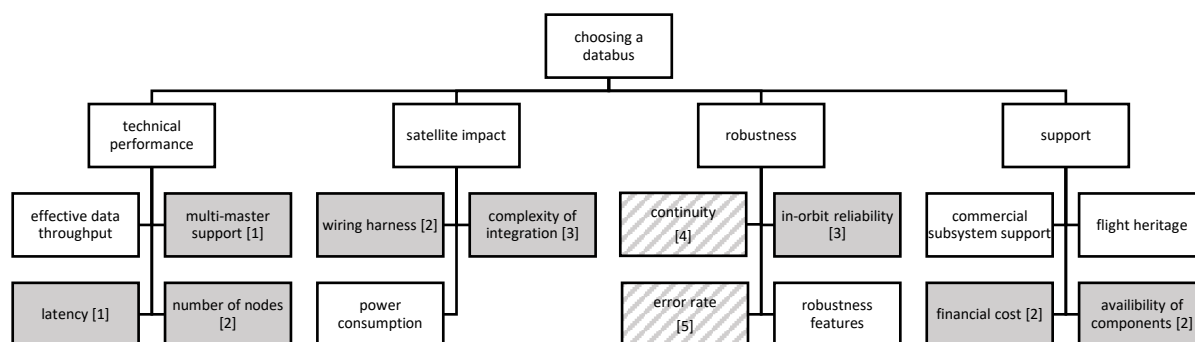 choosing a
databus
technical
performance
satellite impact
robustness
support
effective data
throughput
multi-master
support [1]
wiring harness [2]
complexity of
integration [3]
continuity
[4]
in-orbit reliability
[3]
commercial
subsystem support
flight heritage
latency [1]
number of nodes
[2]
power
consumption
error rate
[5]
robustness
features
financial cost [2]
availibility of
components [2]